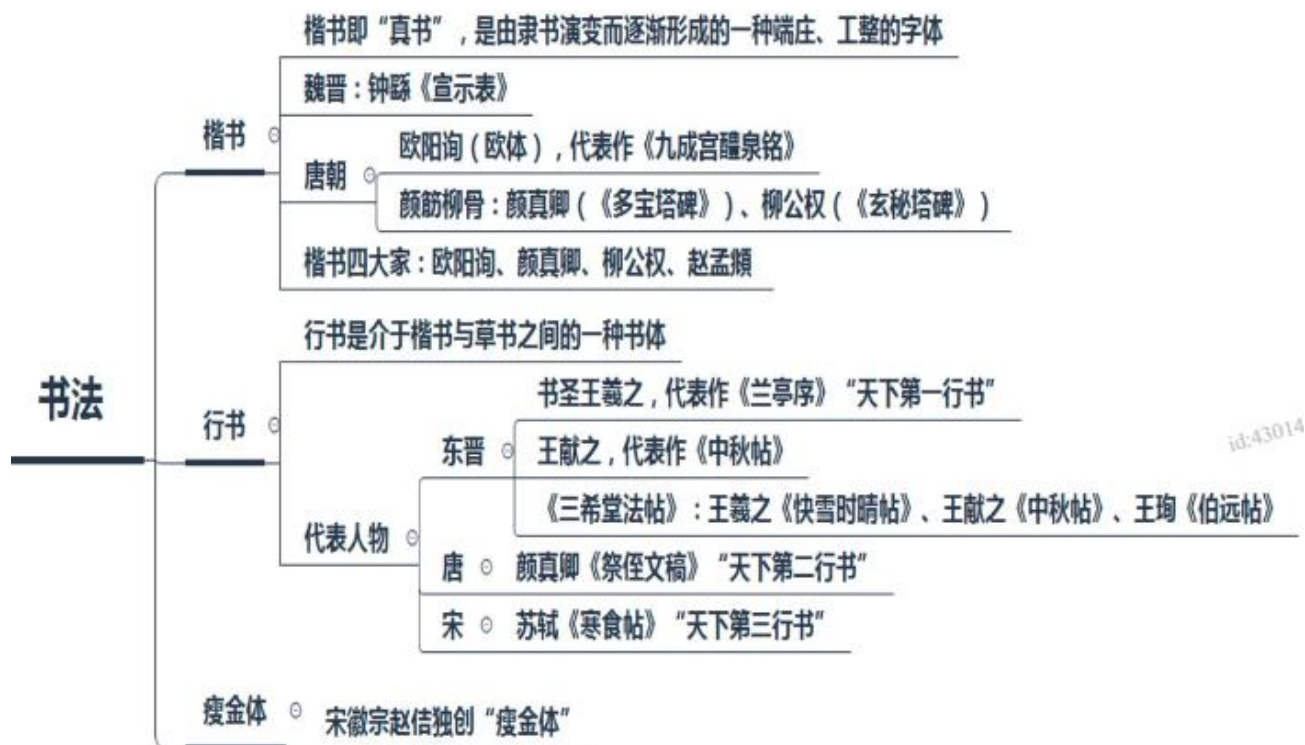 楷书即“真书”，是由隶书演变而逐渐形成的一种端庄、工整的字体
魏晋：钟繇《宣示表》
楷书
欧阳询（欧体），代表作《九成宫醴泉铭》
唐朝
颜筋柳骨：颜真卿（《多宝塔碑》）、柳公权（《玄秘塔碑》）
楷书四大家：欧阳询、颜真卿、柳公权、赵孟頫
行书是介于楷书与草书之间的一种书体
书法
书圣王羲之，代表作《兰亭序》“天下第一行书”
行书
东晋
王献之，代表作《中秋帖》
《三希堂法帖》：王羲之《快雪时晴帖》、王献之《中秋帖》、王珣《伯远帖》
代表人物
唐
颜真卿《祭侄文稿》“天下第二行书”
宋
苏轼《寒食帖》“天下第三行书”
瘦金体
宋徽宗赵佶独创“瘦金体”
id:43014